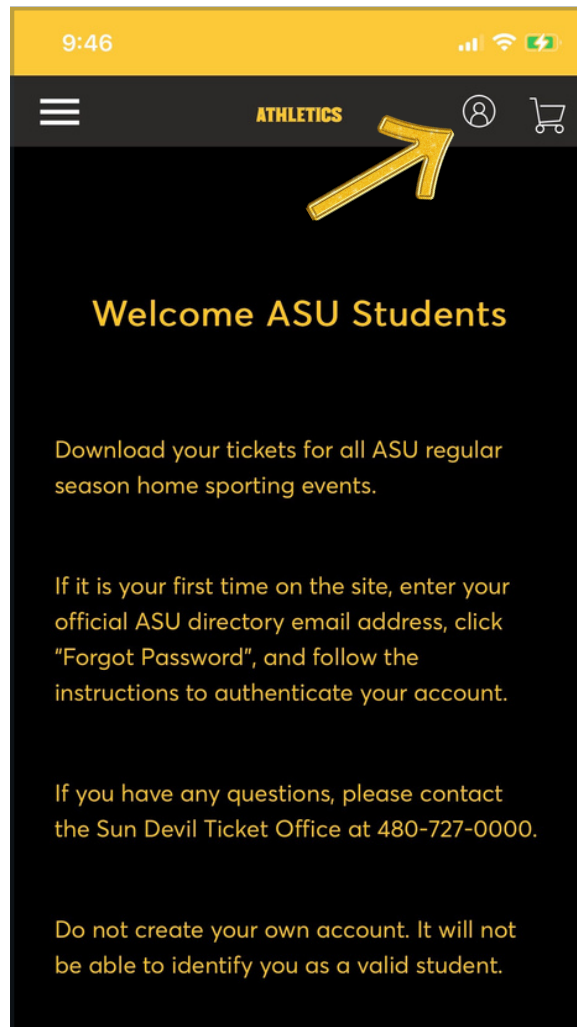 9:46
ATHLETICS
Welcome ASU Students
Download your tickets for all ASU regular
season home sporting events.
If it is your first time on the site, enter your
official ASU directory email address, click
"Forgot Password", and follow the
instructions to authenticate your account.
If you have any questions, please contact
the Sun Devil Ticket Office at 480-727-0000.
Do not create your own account. It will not
be able to identify you as a valid student.